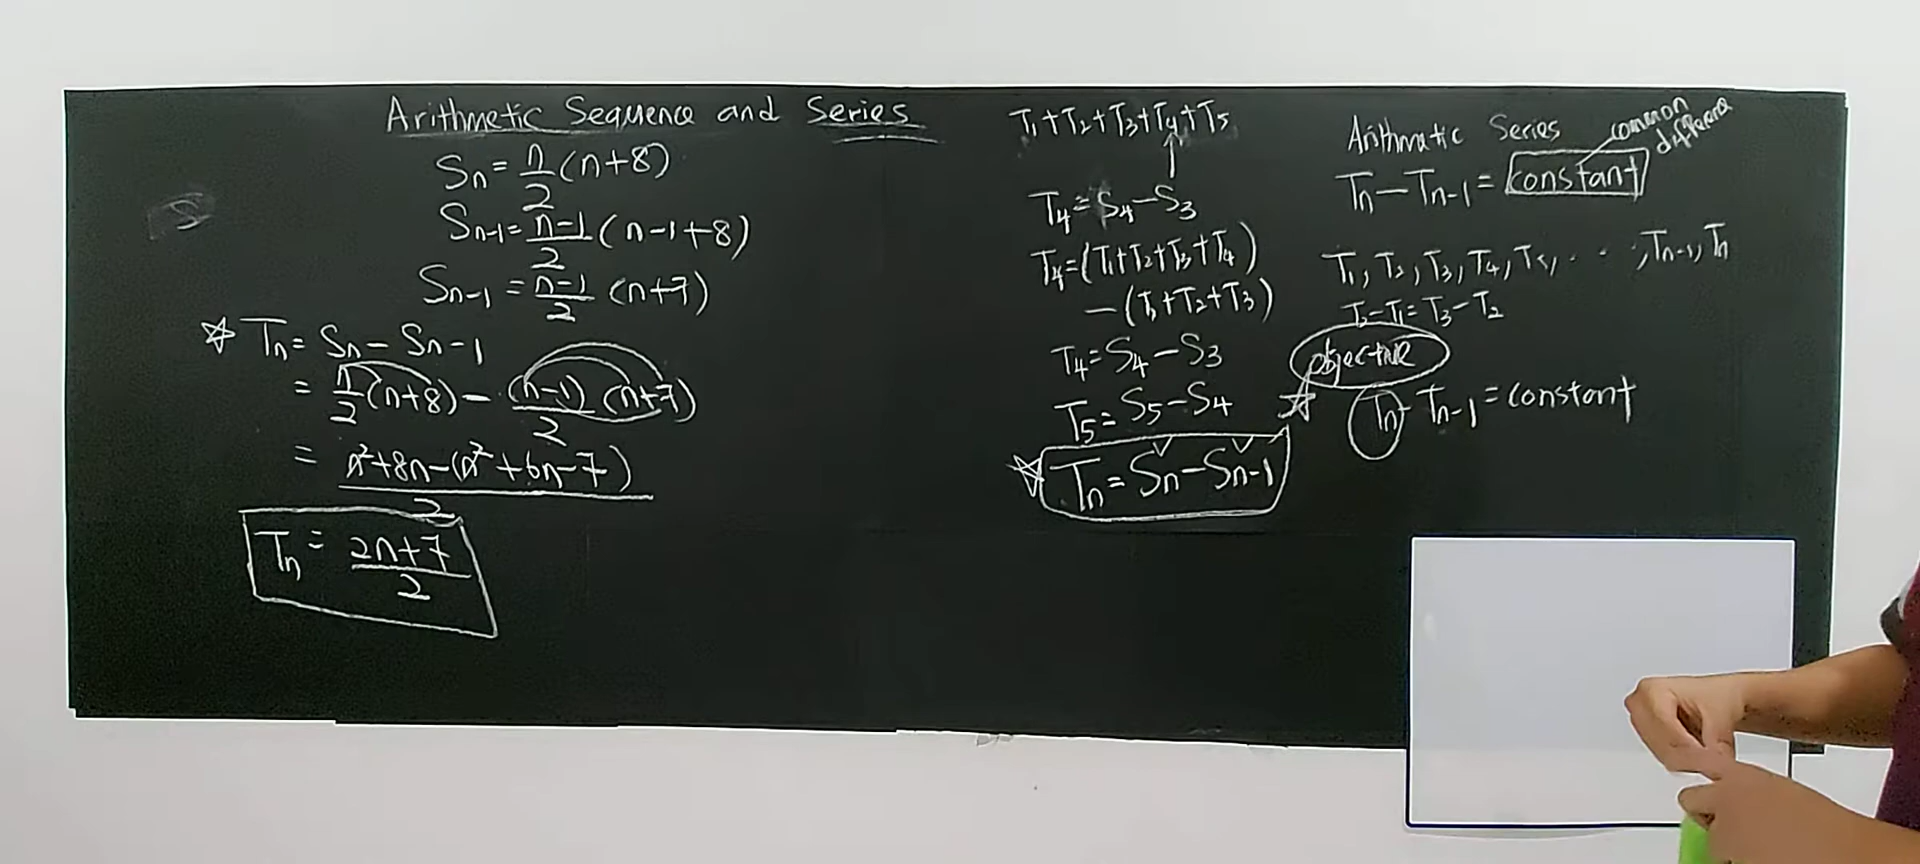 Arithmetic Sequence and Series
Sn = n/2 (n+8)
Sn-1 = n-1/2 (n-1+8)
Sn-1 = n-1/2 (n+7)
☆ Tn = Sn - Sn-1
= n/2 (n+8) - (n-1)/2 (n+7)
= n²+8n-(n²+6n-7)/2
Tn = 2n+7/2
S
T1+T2+T3+T4+T5
T4 = S4 - S3
T4 = (T1+T2+T3+T4)
- (T1+T2+T3)
T4 = S4 - S3
T5 = S5 - S4
☆ Tn = Sn - Sn-1
Arithmatic Series
common
Tn - Tn-1 = constant
T1, T2, T3, T4, T5, ..., Tn-1, Tn
T2-T1 = T3-T2
objective
☆ Tn - Tn-1 = constant